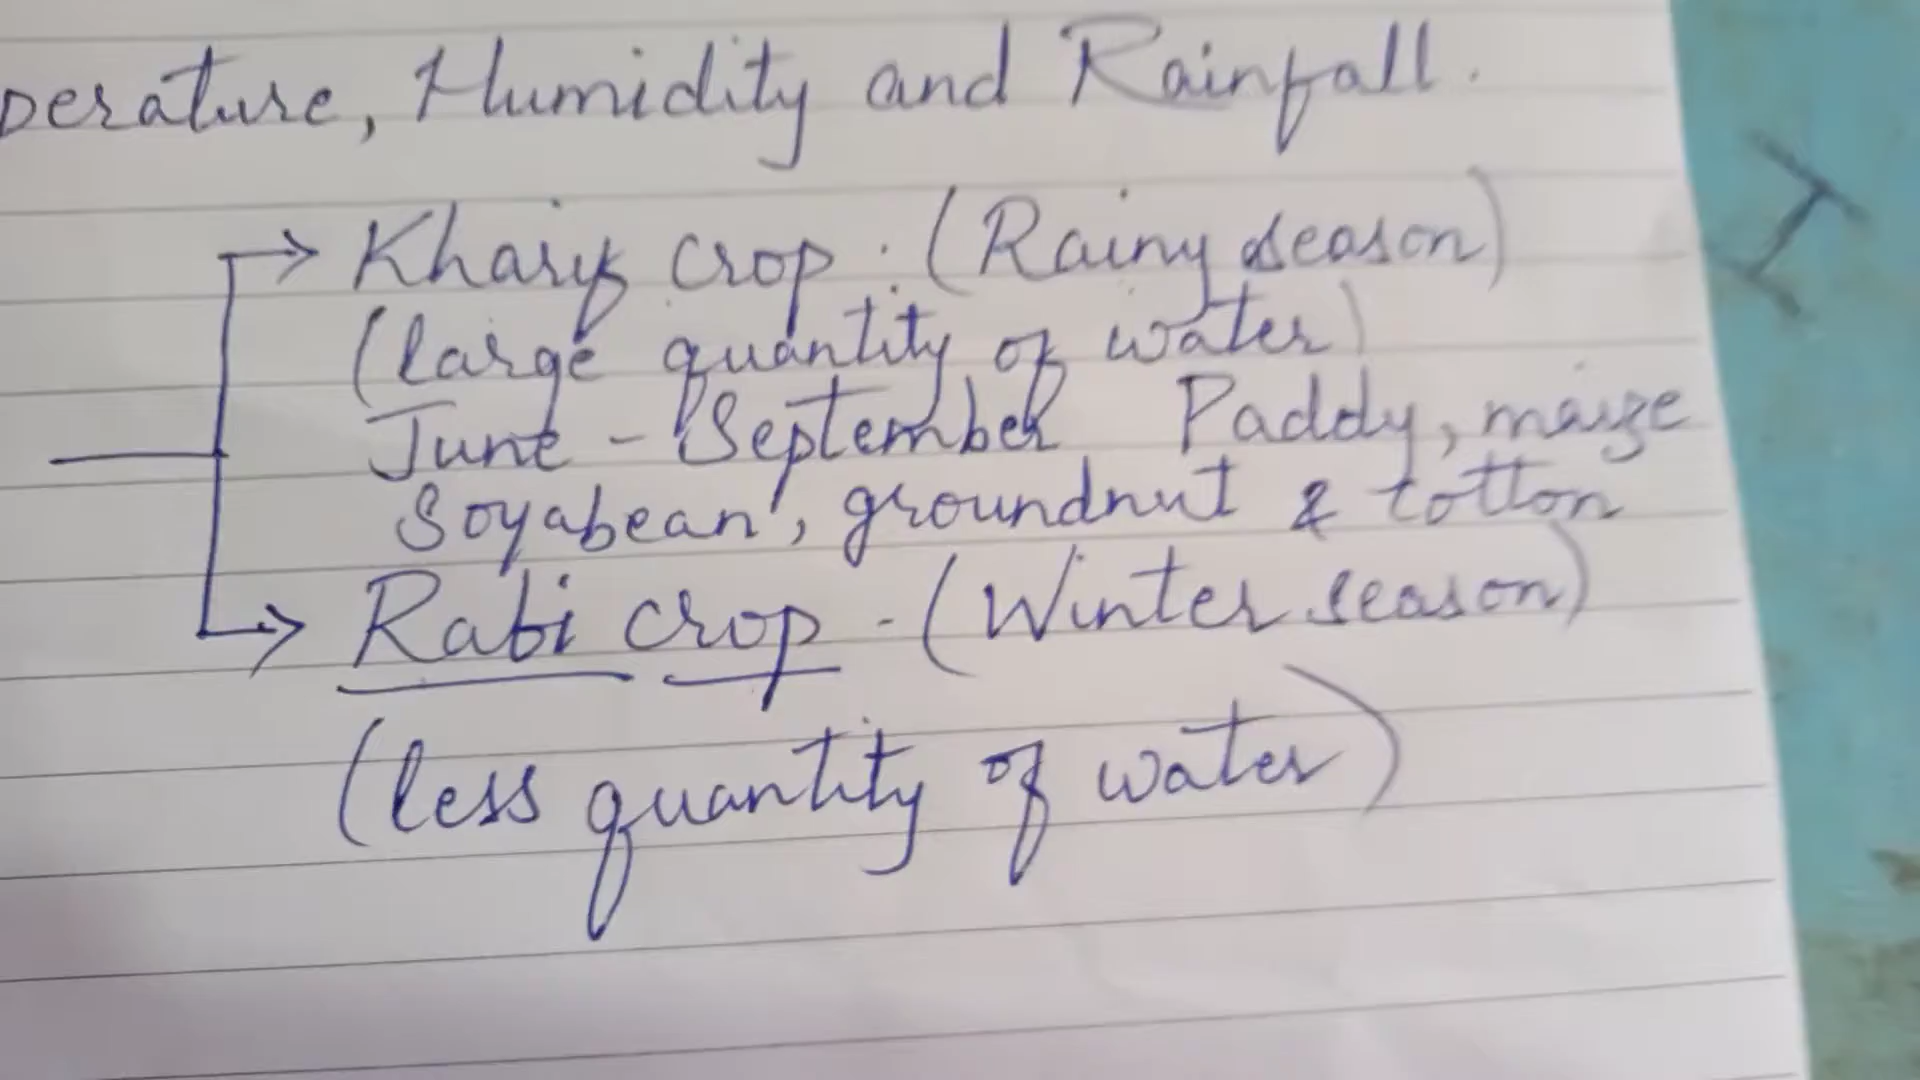 perature, Humidity and Rainfall.
Kharif crop. (Rainy season)
(large quantity of water)
June - September Paddy, maize
Soyabean, groundnut & cotton
Rabi crop - (Winter season)
(less quantity of water)